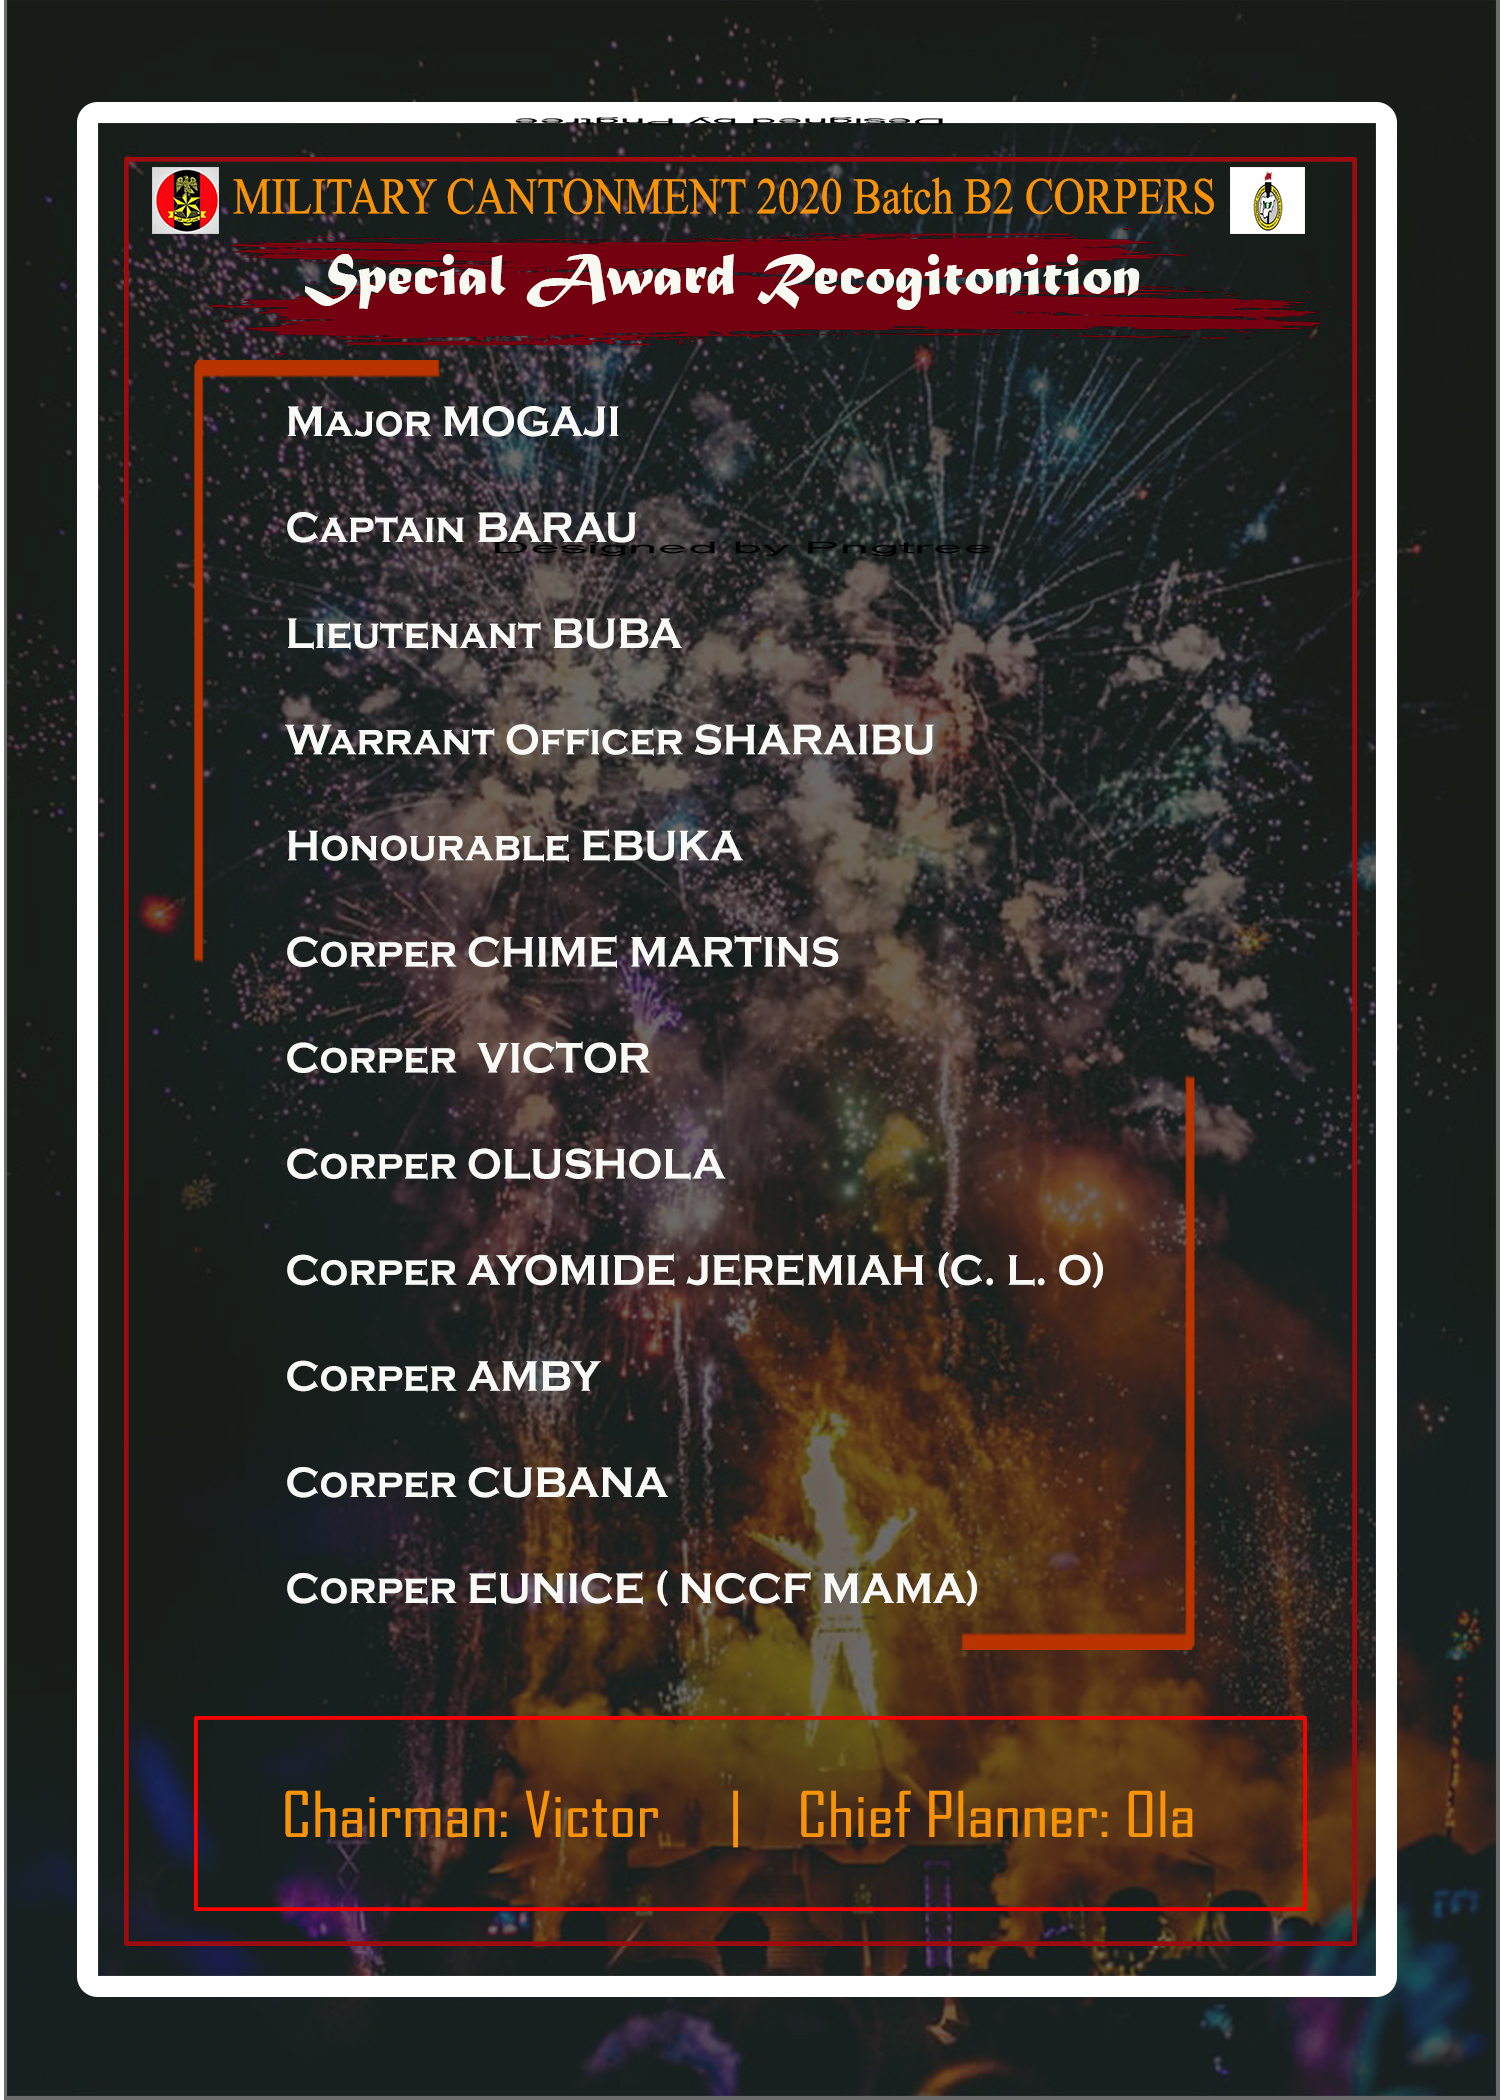 Designed by Pngtree
MILITARY CANTONMENT 2020 Batch B2 CORPERS
Special Award Recogitonition
Major MOGAJI
Captain BARAU
Designed by Pngtree
Lieutenant BUBA
Warrant Officer SHARAIBU
Honourable EBUKA
Corper CHIME MARTINS
Corper VICTOR
Corper OLUSHOLA
Corper AYOMIDE JEREMIAH (C. L. O)
Corper AMBY
Corper CUBANA
Corper EUNICE ( NCCF MAMA)
Chairman: Victor | Chief Planner: Ola